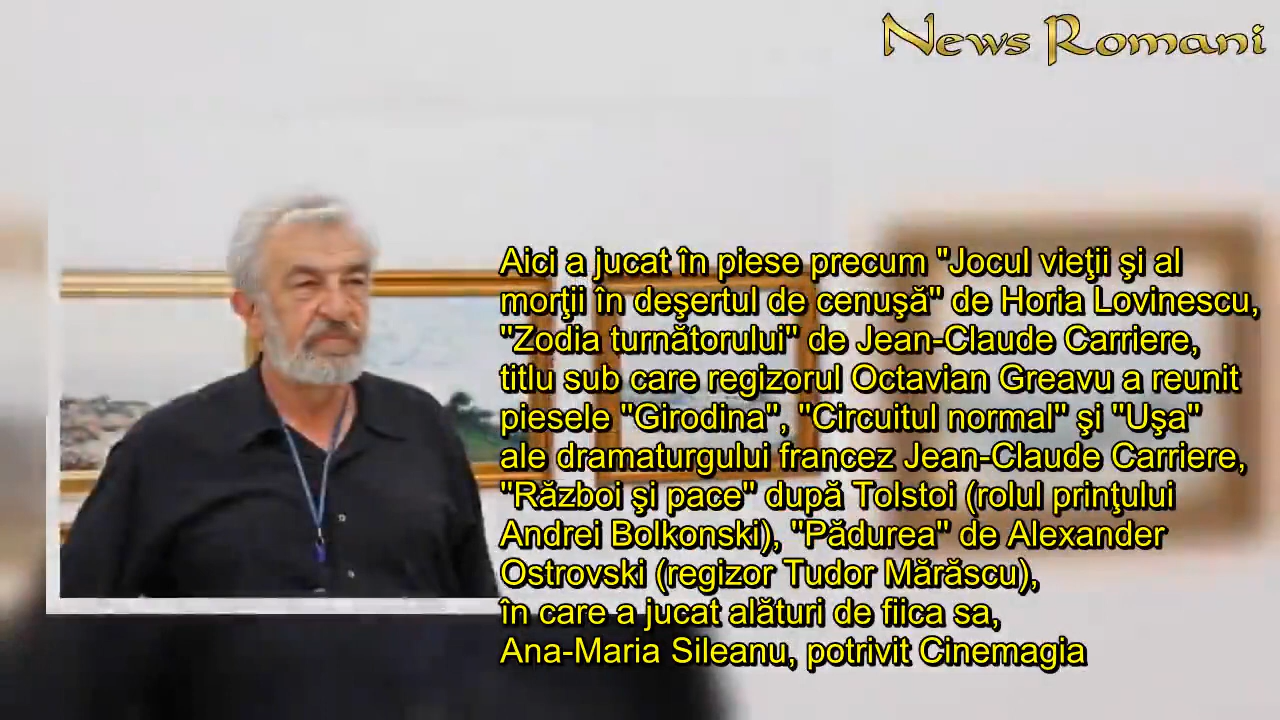 News Romani
Aici a jucat în piese precum "Jocul vieţii şi al
morţii în deşertul de cenuşă" de Horia Lovinescu,
"Zodia turnătorului" de Jean-Claude Carriere,
titlu sub care regizorul Octavian Greavu a reunit
piesele "Girodina", "Circuitul normal" şi "Uşa"
ale dramaturgului francez Jean-Claude Carriere,
"Război şi pace" după Tolstoi (rolul prinţului
Andrei Bolkonski), "Pădurea" de Alexander
Ostrovski (regizor Tudor Mărăscu),
în care a jucat alături de fiica sa,
Ana-Maria Sileanu, potrivit Cinemagia